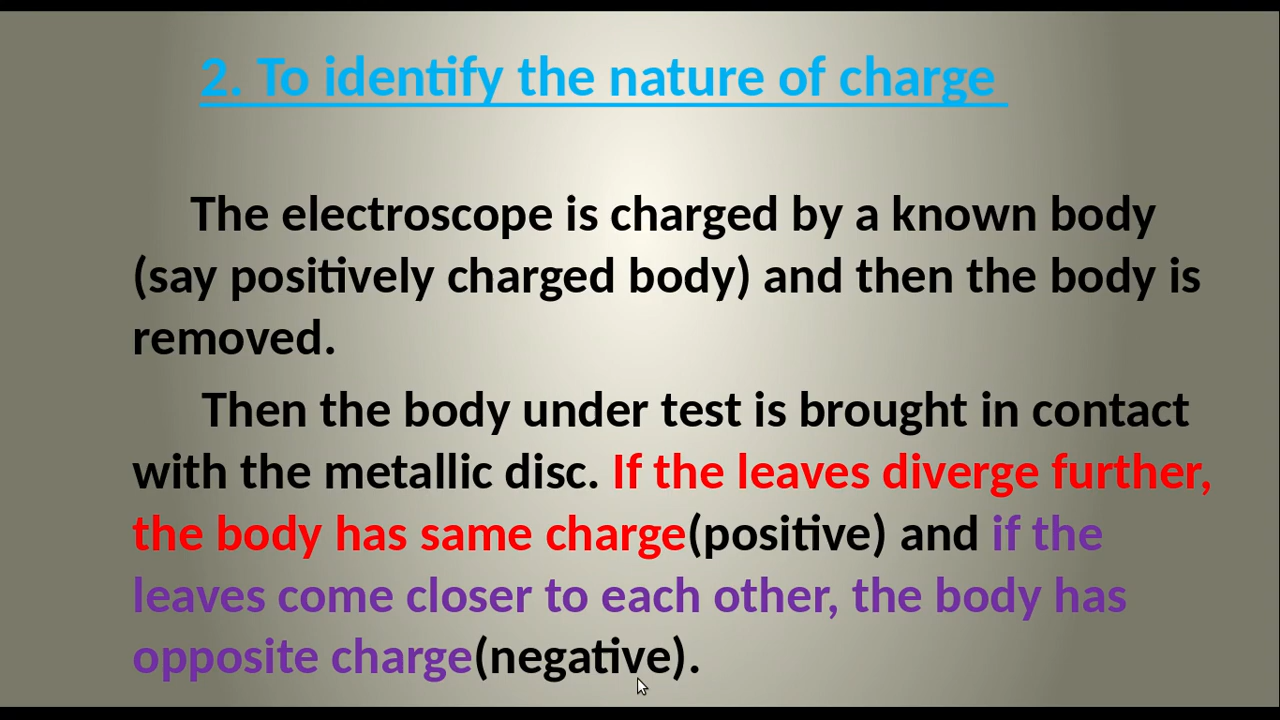 2. To identify the nature of charge
The electroscope is charged by a known body
(say positively charged body) and then the body is
removed.
Then the body under test is brought in contact
with the metallic disc. If the leaves diverge further,
the body has same charge(positive) and if the
leaves come closer to each other, the body has
opposite charge(negative).